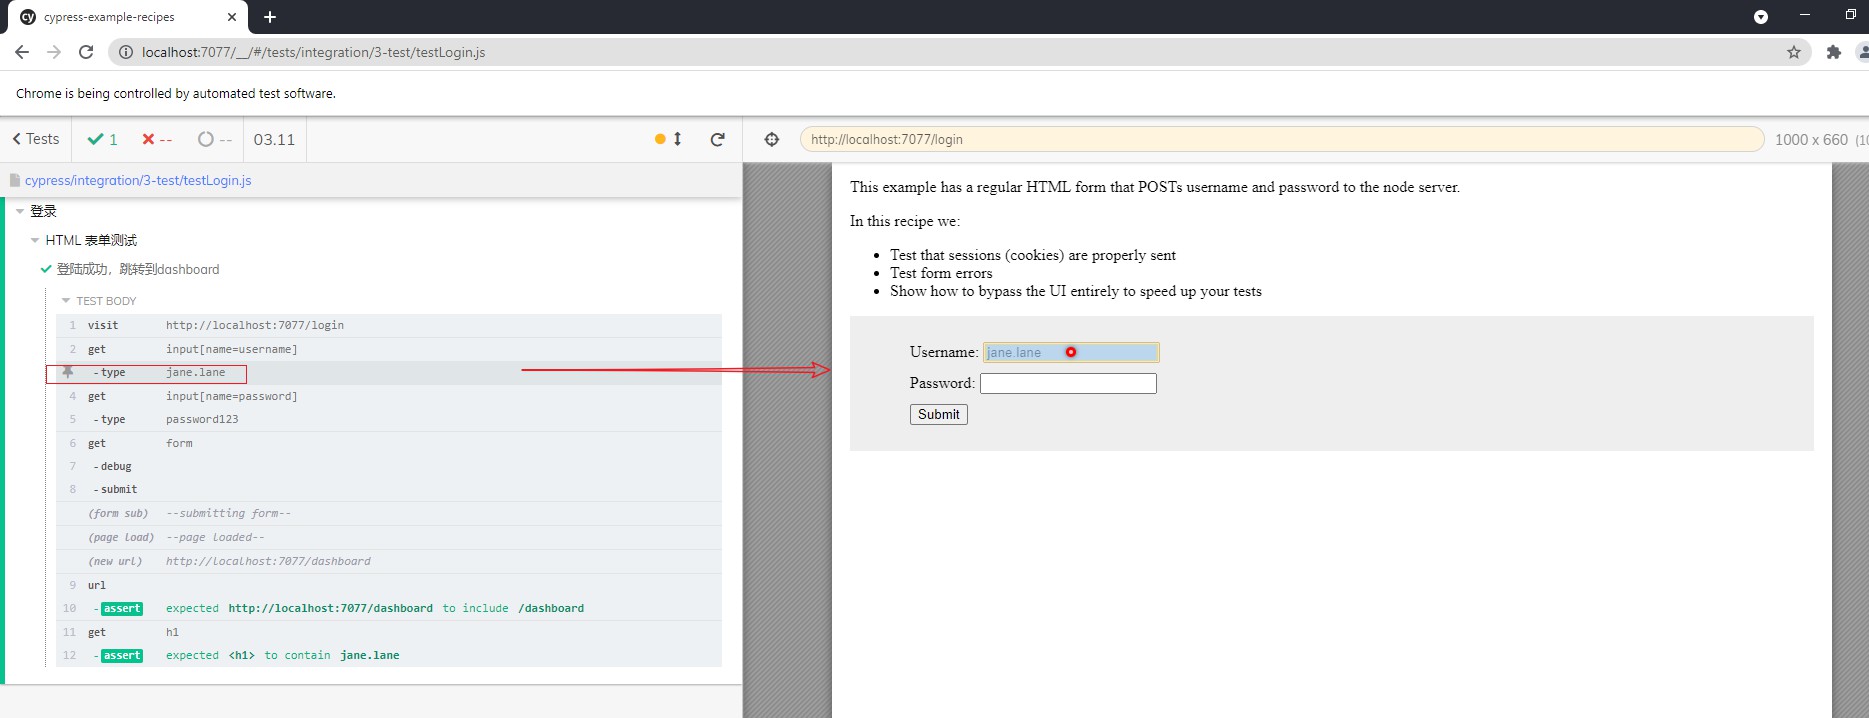 cypress-example-recipes
localhost:7077/__/#/tests/integration/3-test/testLogin.js
Chrome is being controlled by automated test software.
Tests 1 -- -- 03.11
http://localhost:7077/login 1000 x 660
cypress/integration/3-test/testLogin.js
登录
HTML 表单测试
登陆成功，跳转到dashboard
TEST BODY
1 visit http://localhost:7077/login
2 get input[name=username]
-type jane.lane
4 get input[name=password]
5 -type password123
6 get form
7 -debug
8 -submit
(form sub) --submitting form--
(page load) --page loaded--
(new url) http://localhost:7077/dashboard
9 url
10 -assert expected http://localhost:7077/dashboard to include /dashboard
11 get h1
12 -assert expected <h1> to contain jane.lane
This example has a regular HTML form that POSTs username and password to the node server.
In this recipe we:
• Test that sessions (cookies) are properly sent
• Test form errors
• Show how to bypass the UI entirely to speed up your tests
Username: jane.lane
Password:
Submit